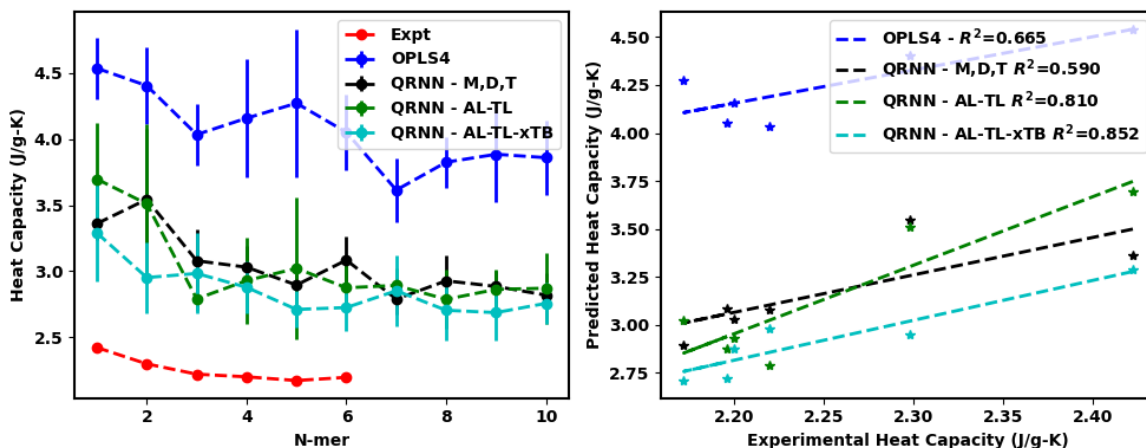 Heat Capacity (J/g-K)
4.5
4.0
3.5
3.0
2.5
2
4
6
8
10
N-mer
Expt
OPLS4
QRNN - M,D,T
QRNN - AL-TL
QRNN - AL-TL-xTB
Predicted Heat Capacity (J/g-K)
4.50
4.25
4.00
3.75
3.50
3.25
3.00
2.75
2.20
2.25
2.30
2.35
2.40
Experimental Heat Capacity (J/g-K)
OPLS4 - R²=0.665
QRNN - M,D,T R²=0.590
QRNN - AL-TL R²=0.810
QRNN - AL-TL-xTB R²=0.852